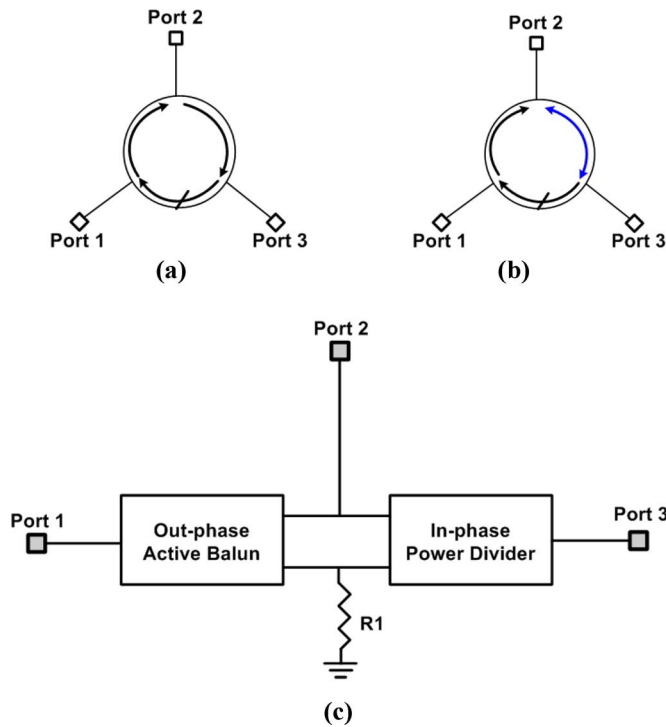 Port 2
Port 1
Port 3
(a)
Port 2
Port 1
Port 3
(b)
Port 2
Port 1
Out-phase
Active Balun
In-phase
Power Divider
Port 3
R1
(c)